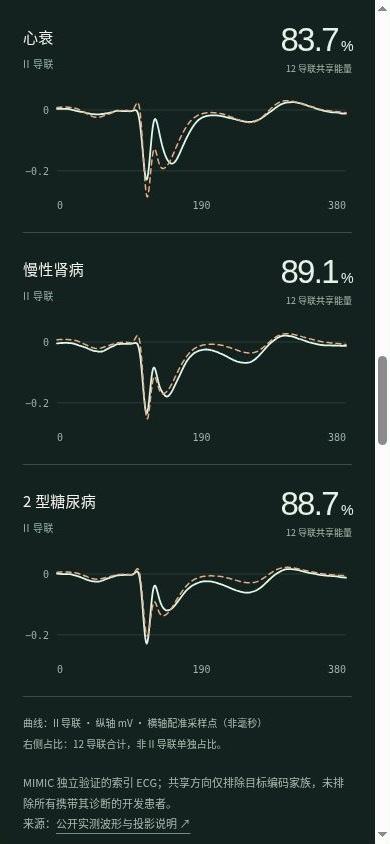 心衰
83.7%
II 导联
12 导联共享能量
0
−0.2
0 190 380
慢性肾病
89.1%
II 导联
12 导联共享能量
0
−0.2
0 190 380
2 型糖尿病
88.7%
II 导联
12 导联共享能量
0
−0.2
0 190 380
曲线：II 导联 · 纵轴 mV · 横轴配准采样点（非毫秒）
右侧占比：12 导联合计，非 II 导联单独占比。
MIMIC 独立验证的索引 ECG；共享方向仅排除目标编码家族，未排
除所有携带其诊断的开发患者。
来源：公开实测波形与投影说明 ↗